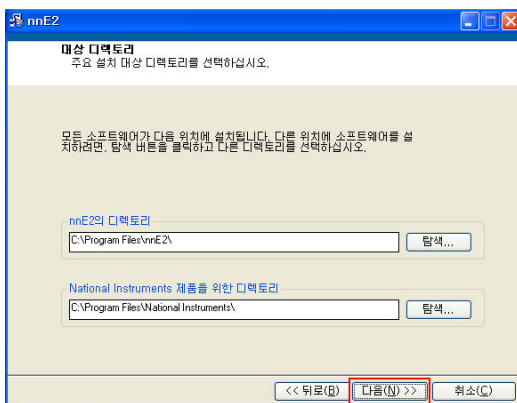 nnE2
대상 디렉토리
주요 설치 대상 디렉토리를 선택하십시오.
모든 소프트웨어가 다음 위치에 설치됩니다. 다른 위치에 소프트웨어를 설
치하려면, 탐색 버튼을 클릭하고 다른 디렉토리를 선택하십시오.
nnE2의 디렉토리
C:\Program Files\nnE2\
탐색...
National Instruments 제품을 위한 디렉토리
C:\Program Files\National Instruments\
탐색...
<< 뒤로(B) 다음(N) >> 취소(C)